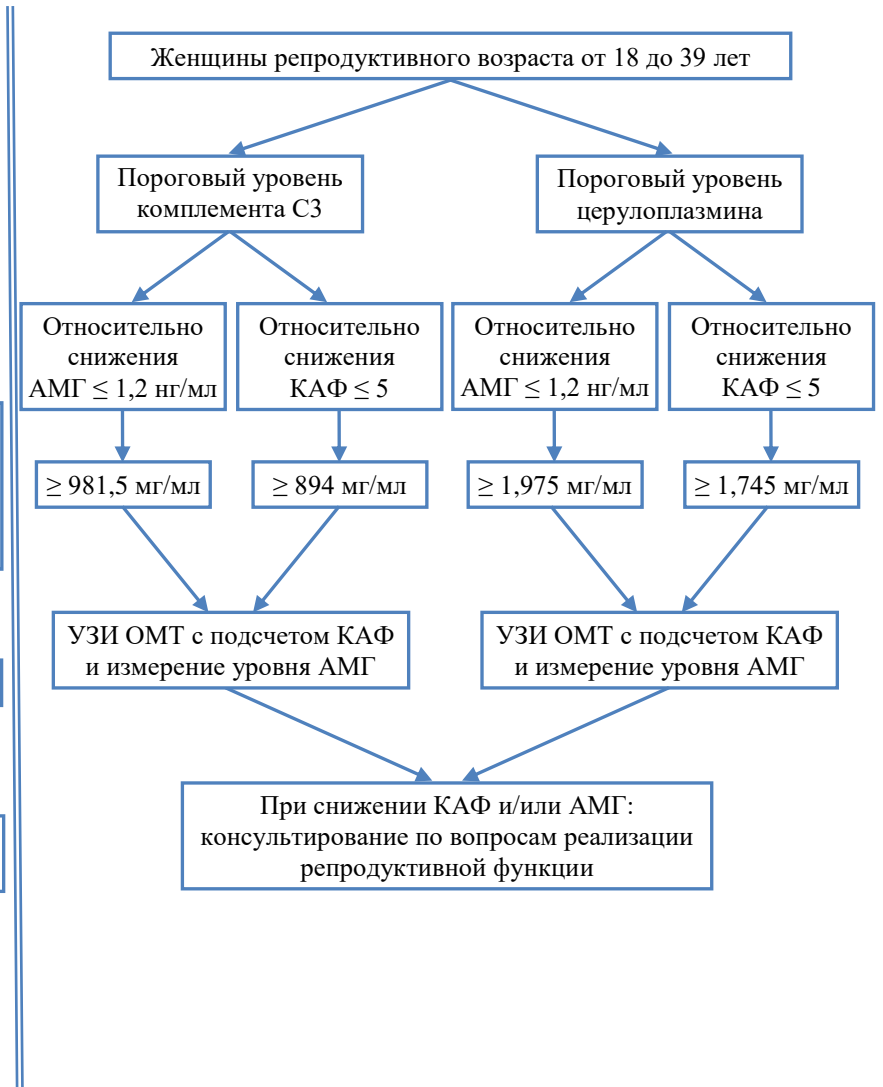 Женщины репродуктивного возраста от 18 до 39 лет
Пороговый уровень
комплемента С3
Пороговый уровень
церулоплазмина
Относительно
снижения
АМГ ≤ 1,2 нг/мл
Относительно
снижения
КАФ ≤ 5
Относительно
снижения
АМГ ≤ 1,2 нг/мл
Относительно
снижения
КАФ ≤ 5
≥ 981,5 мг/мл
≥ 894 мг/мл
≥ 1,975 мг/мл
≥ 1,745 мг/мл
УЗИ ОМТ с подсчетом КАФ
и измерение уровня АМГ
УЗИ ОМТ с подсчетом КАФ
и измерение уровня АМГ
При снижении КАФ и/или АМГ:
консультирование по вопросам реализации
репродуктивной функции